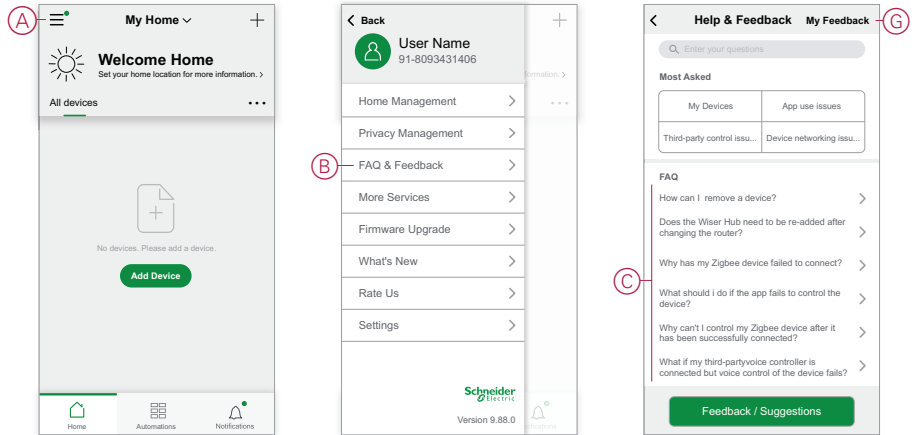 A
My Home
Welcome Home
Set your home location for more information. >
All devices
No devices. Please add a device.
Add Device
Home
Automations
Notifications
Back
User Name
91-8093431406
formation. >
Home Management
Privacy Management
B
FAQ & Feedback
More Services
Firmware Upgrade
What's New
Rate Us
Settings
Schneider
Electric
Version 9.88.0
Help & Feedback
My Feedback
G
Enter your questions
Most Asked
My Devices
App use issues
Third-party control issu...
Device networking issu...
FAQ
How can I remove a device?
Does the Wiser Hub need to be re-added after
changing the router?
Why has my Zigbee device failed to connect?
C
What should i do if the app fails to control the
device?
Why can't I control my Zigbee device after it
has been successfully connected?
What if my third-partyvoice controller is
connected but voice control of the device fails?
Feedback / Suggestions